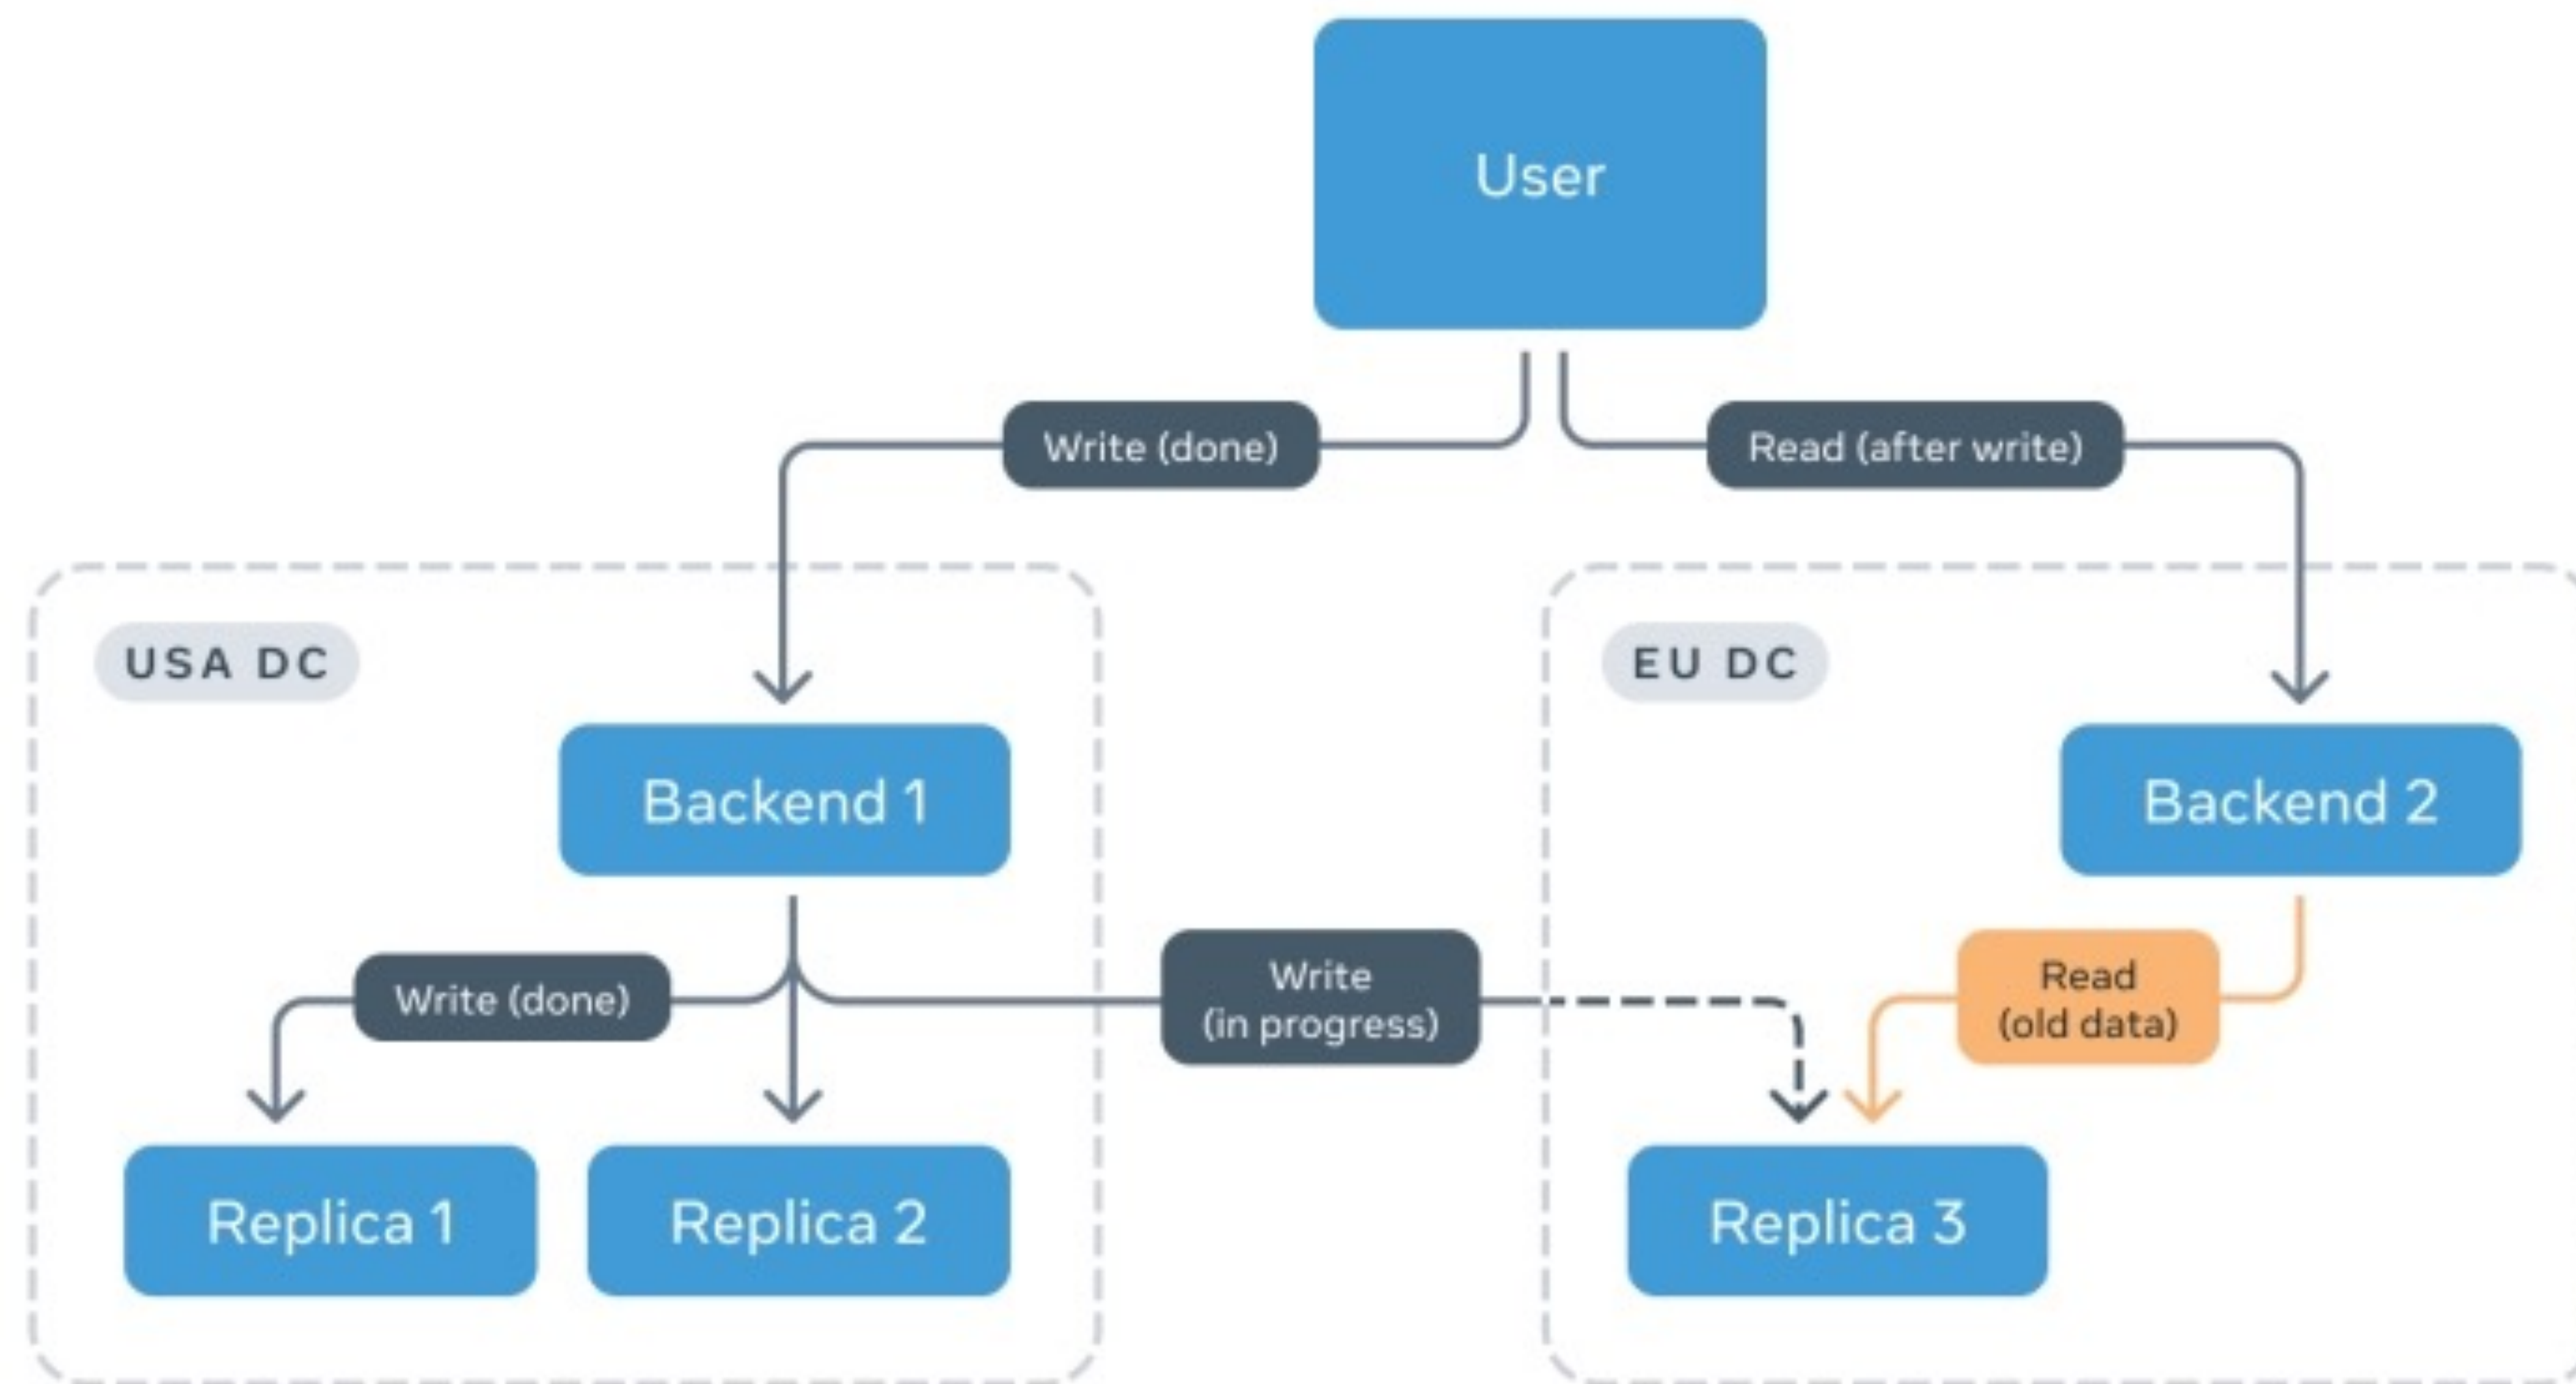 User
Write (done)
Read (after write)
USA DC
EU DC
Backend 1
Backend 2
Write (done)
Write
(in progress)
Read
(old data)
Replica 1
Replica 2
Replica 3